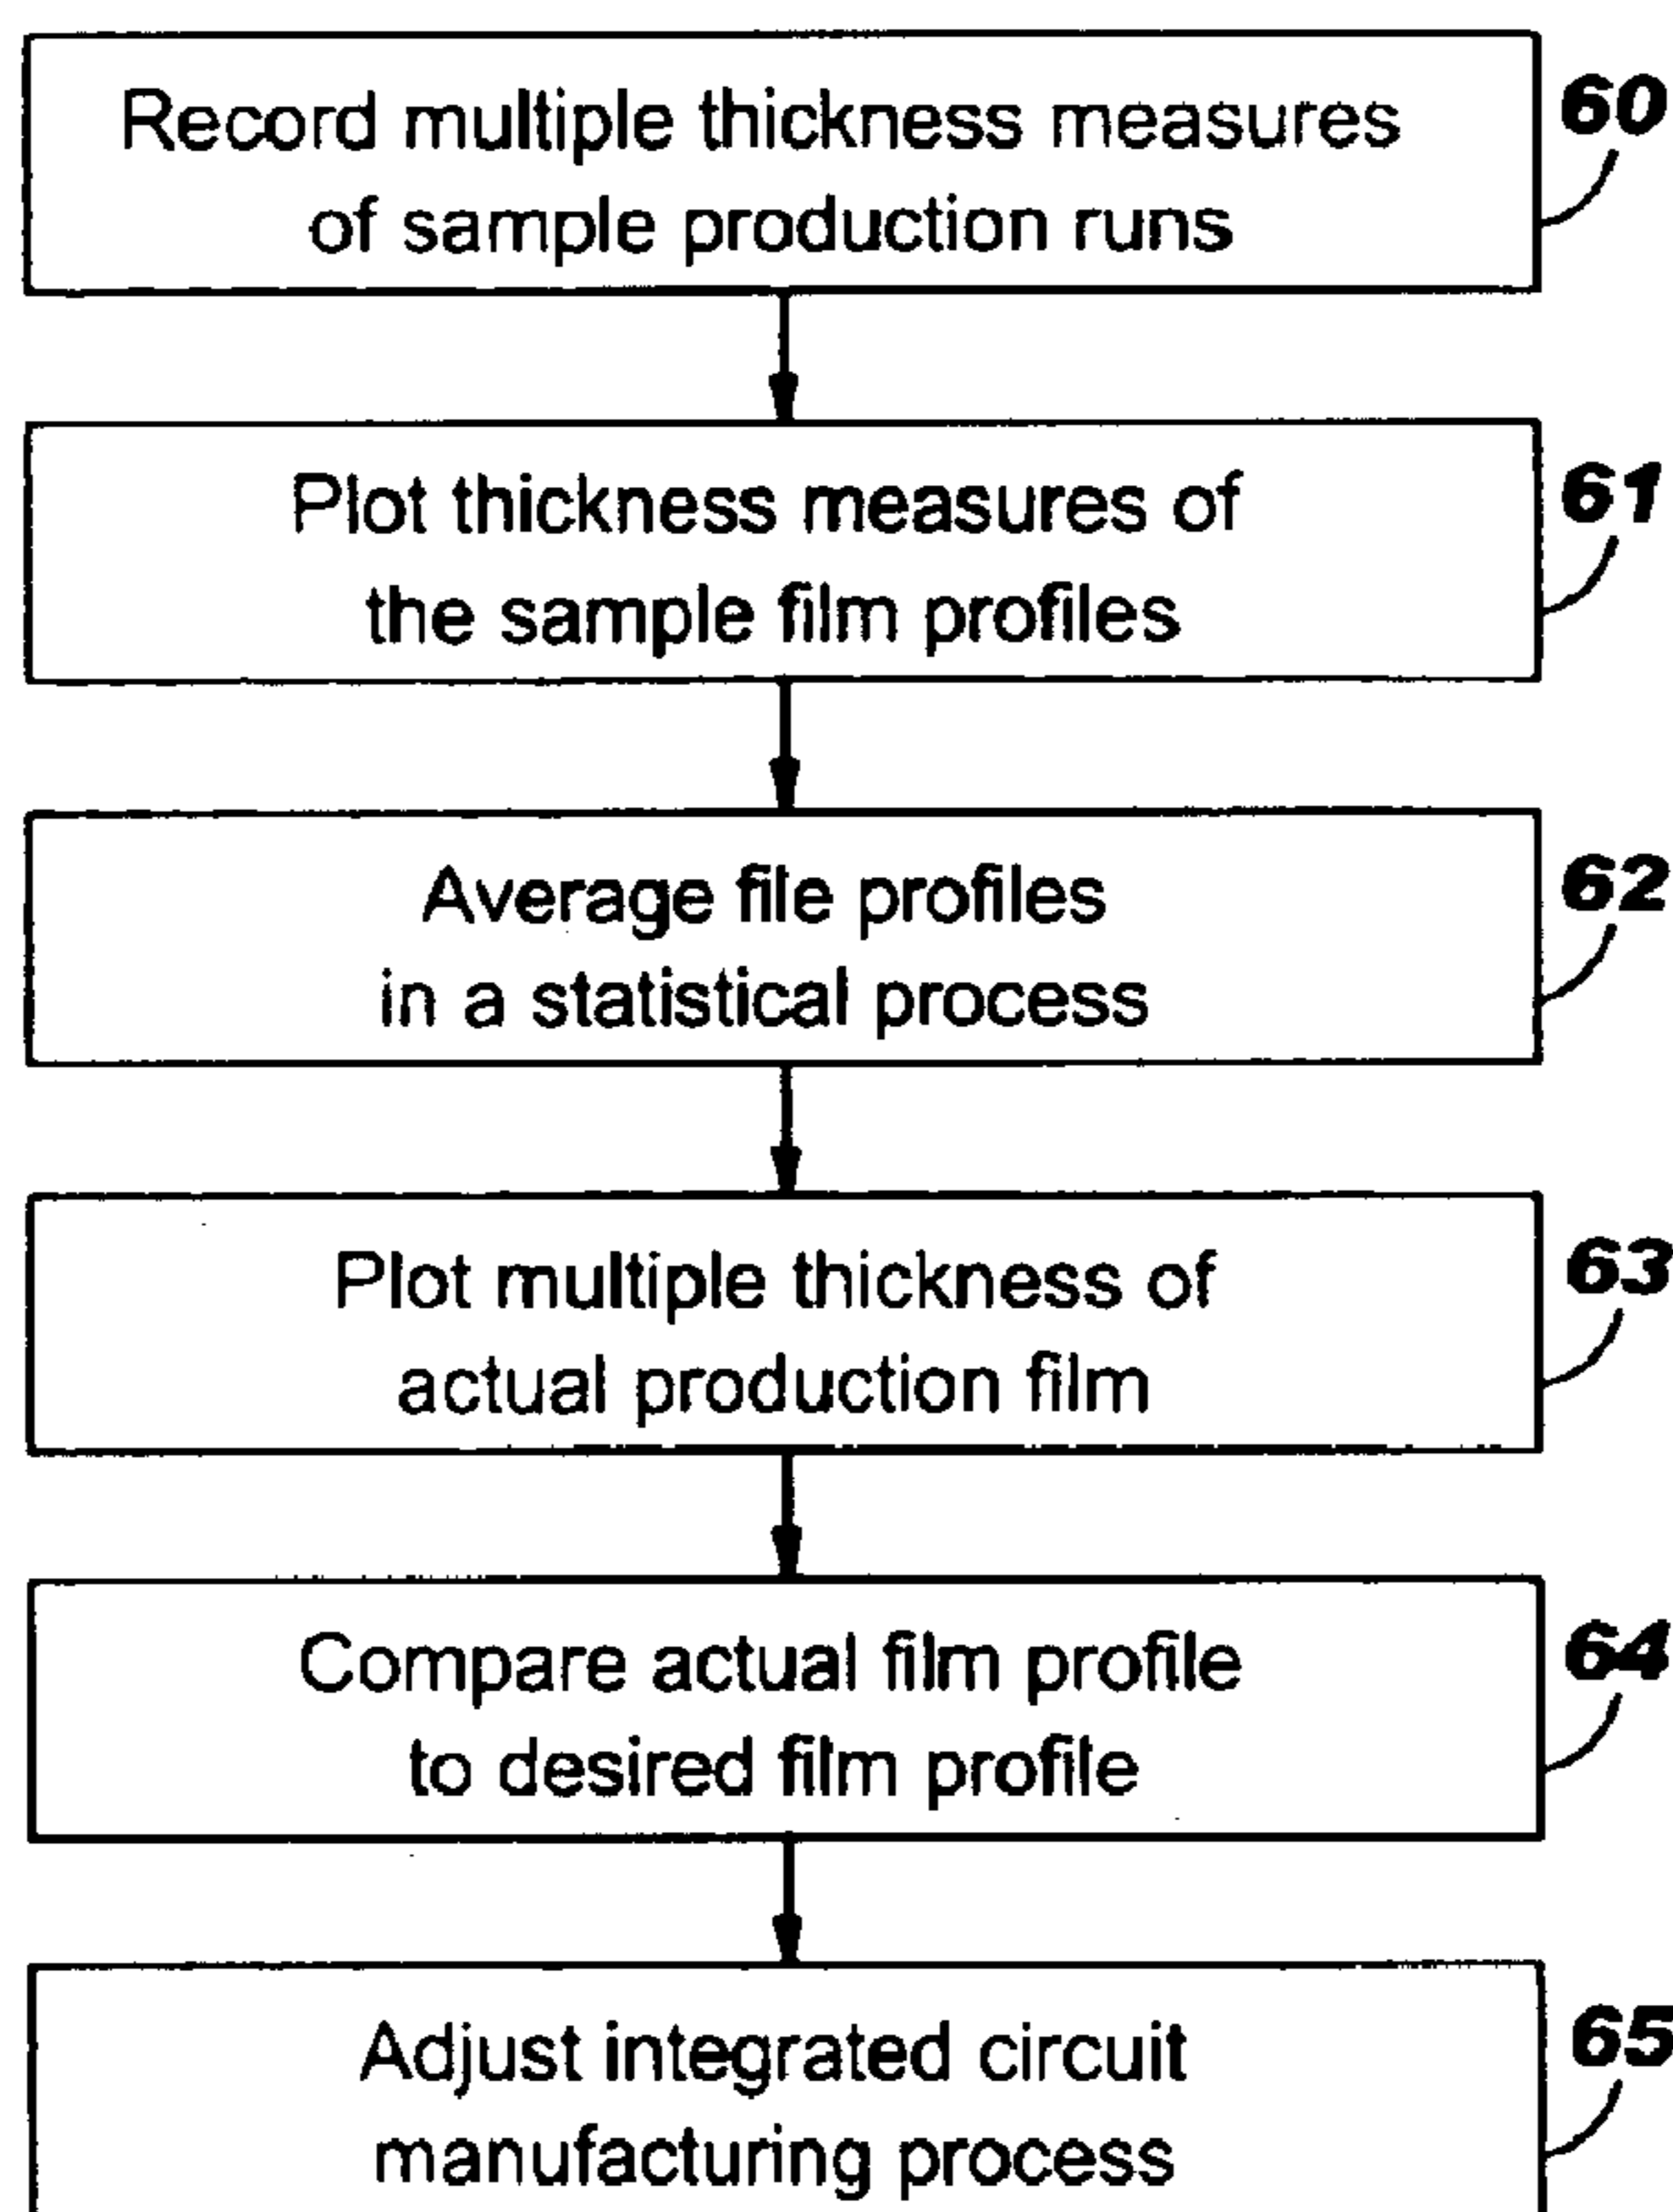 Record multiple thickness measures
of sample production runs
60
Plot thickness measures of
the sample film profiles
61
Average file profiles
in a statistical process
62
Plot multiple thickness of
actual production film
63
Compare actual film profile
to desired film profile
64
Adjust integrated circuit
manufacturing process
65